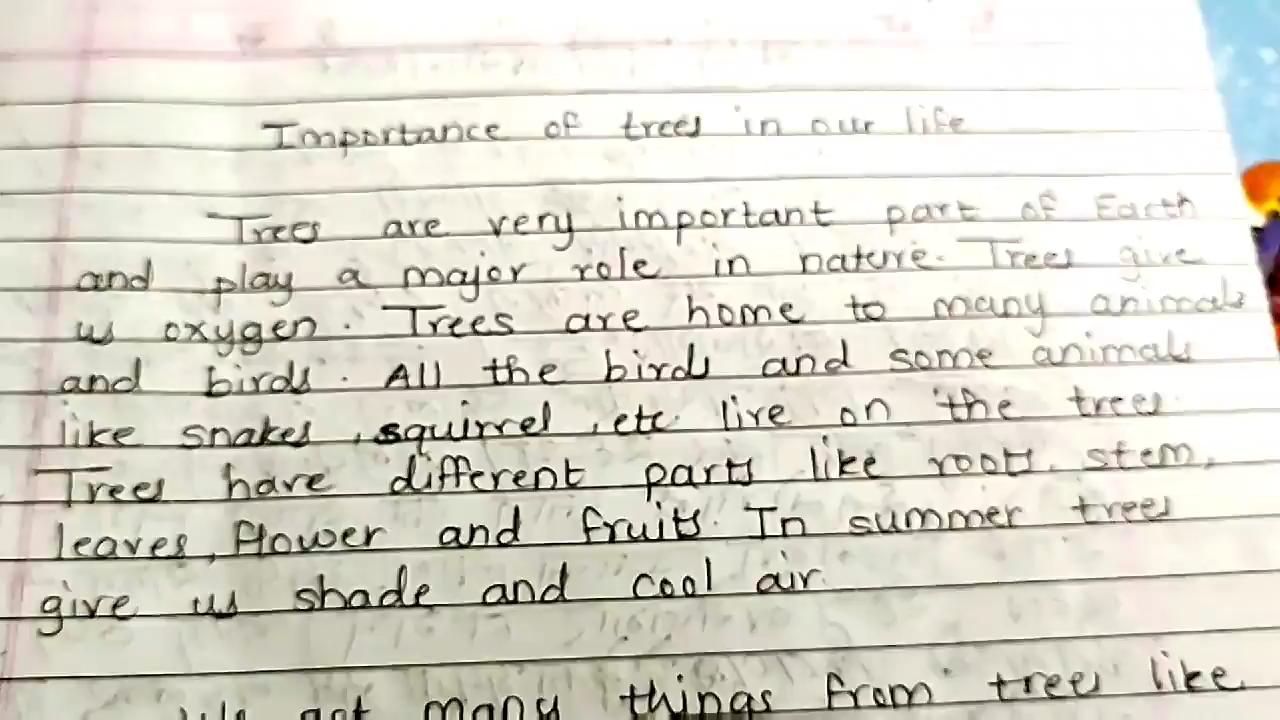 Importance of trees in our life
Trees are very important part of Earth
and play a major role in nature. Trees give
us oxygen. Trees are home to many animals
and birds. All the birds and some animals
like snakes, squirrel, etc. live on the trees.
Trees have different parts like roots, stem,
leaves, flower and fruits. In summer trees
give us shade and cool air.
We get many things from trees like